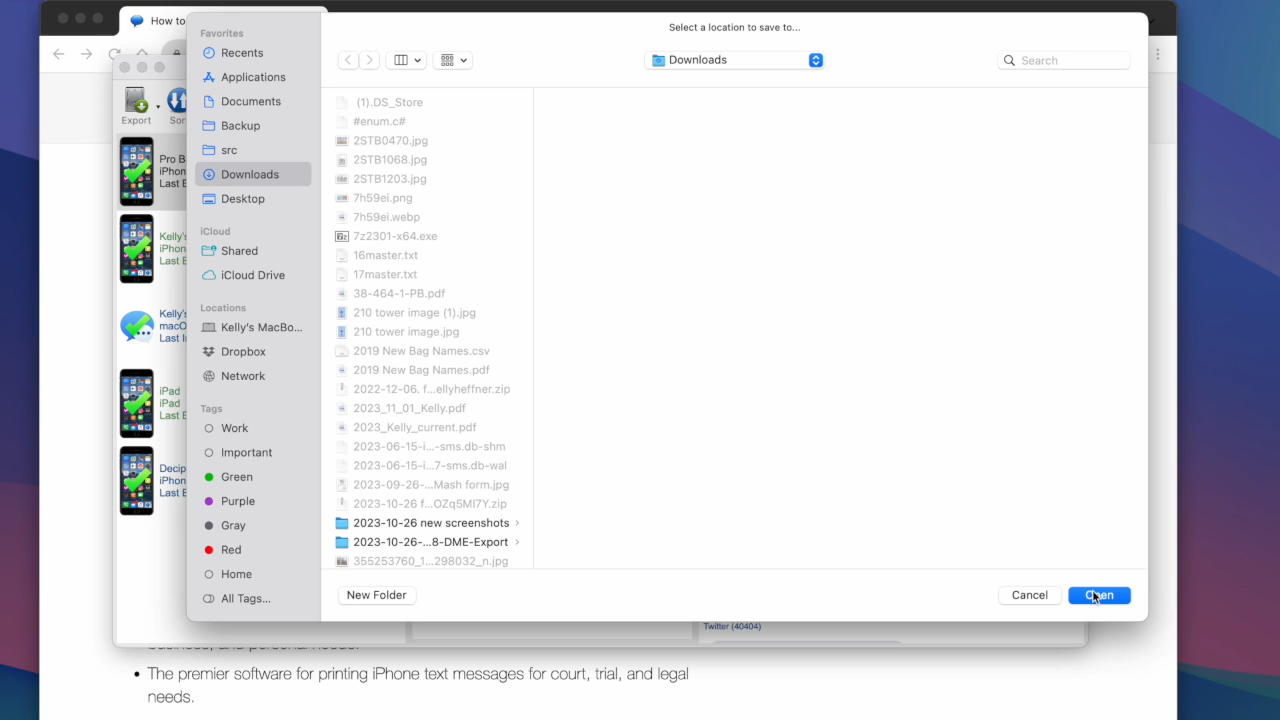 How to
Select a location to save to...
Downloads
Search
Favorites
Recents
Applications
Documents
Backup
src
Downloads
Desktop
iCloud
Shared
iCloud Drive
Locations
Kelly's MacBo...
Dropbox
Network
Tags
Work
Important
Green
Purple
Gray
Red
Home
All Tags...
Export
Sor
Pro B
iPhon
Last E
Kelly's
iPhon
Last E
Kelly's
macO
Last In
iPad
iPad
Last E
Decip
iPhon
Last E
(1).DS_Store
#enum.c#
2STB0470.jpg
2STB1068.jpg
2STB1203.jpg
7h59ei.png
7h59ei.webp
7z2301-x64.exe
16master.txt
17master.txt
38-464-1-PB.pdf
210 tower image (1).jpg
210 tower image.jpg
2019 New Bag Names.csv
2019 New Bag Names.pdf
2022-12-06. f...ellyheffner.zip
2023_11_01_Kelly.pdf
2023_Kelly_current.pdf
2023-06-15-i...-sms.db-shm
2023-06-15-i...7-sms.db-wal
2023-09-26-...Mash form.jpg
2023-10-26 f...OZq5MI7Y.zip
2023-10-26 new screenshots
2023-10-26-...8-DME-Export
355253760_1...298032_n.jpg
New Folder
Cancel
Open
Twitter (40404)
business, and personal needs.
• The premier software for printing iPhone text messages for court, trial, and legal
needs.